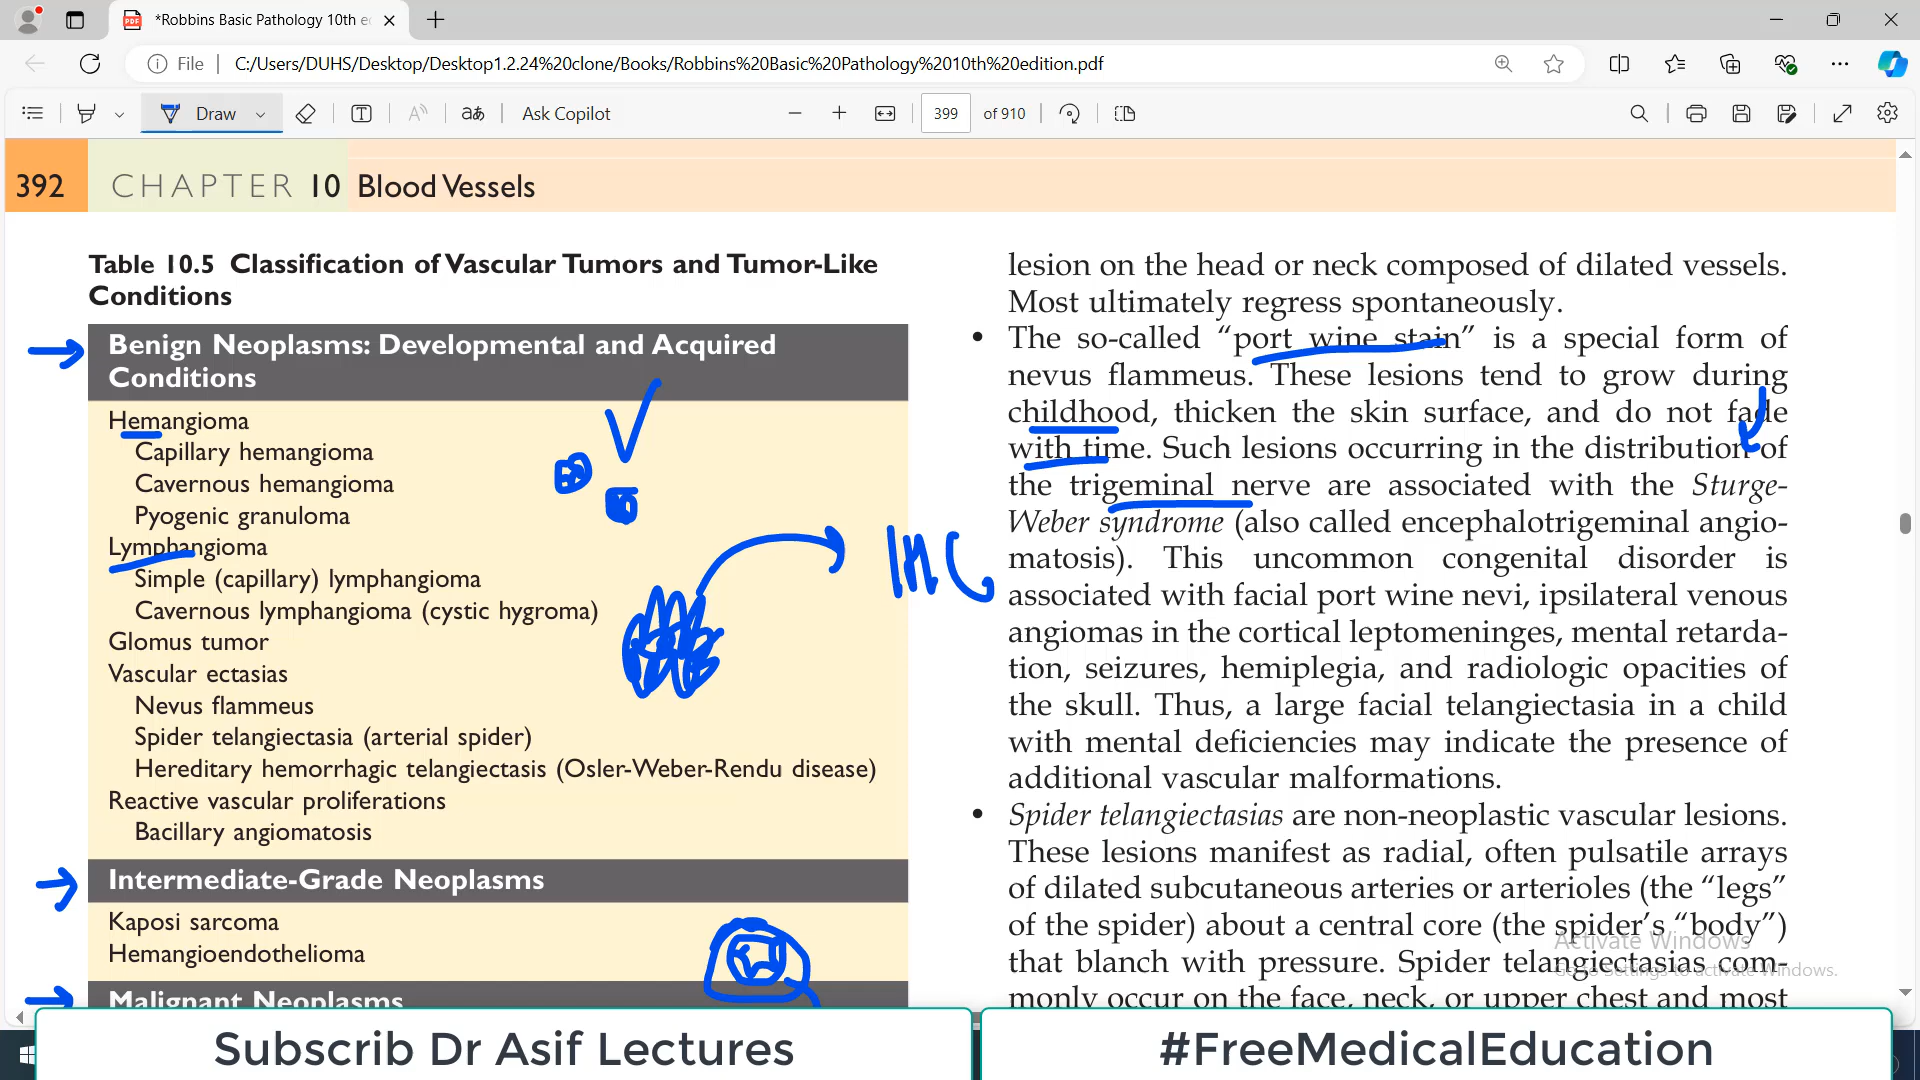 *Robbins Basic Pathology 10th ec
File
C:/Users/DUHS/Desktop/Desktop1.2.24%20clone/Books/Robbins%20Basic%20Pathology%2010th%20edition.pdf
Draw
Ask Copilot
399 of 910
392 CHAPTER 10 Blood Vessels
Table 10.5 Classification of Vascular Tumors and Tumor-Like
Conditions
Benign Neoplasms: Developmental and Acquired
Conditions
Hemangioma
Capillary hemangioma
Cavernous hemangioma
Pyogenic granuloma
Lymphangioma
Simple (capillary) lymphangioma
Cavernous lymphangioma (cystic hygroma)
Glomus tumor
Vascular ectasias
Nevus flammeus
Spider telangiectasia (arterial spider)
Hereditary hemorrhagic telangiectasis (Osler-Weber-Rendu disease)
Reactive vascular proliferations
Bacillary angiomatosis
Intermediate-Grade Neoplasms
Kaposi sarcoma
Hemangioendothelioma
Malignant Neoplasms
IHC
lesion on the head or neck composed of dilated vessels.
Most ultimately regress spontaneously.
• The so-called “port wine stain” is a special form of
nevus flammeus. These lesions tend to grow during
childhood, thicken the skin surface, and do not fade
with time. Such lesions occurring in the distribution of
the trigeminal nerve are associated with the Sturge-
Weber syndrome (also called encephalotrigeminal angio-
matosis). This uncommon congenital disorder is
associated with facial port wine nevi, ipsilateral venous
angiomas in the cortical leptomeninges, mental retarda-
tion, seizures, hemiplegia, and radiologic opacities of
the skull. Thus, a large facial telangiectasia in a child
with mental deficiencies may indicate the presence of
additional vascular malformations.
• Spider telangiectasias are non-neoplastic vascular lesions.
These lesions manifest as radial, often pulsatile arrays
of dilated subcutaneous arteries or arterioles (the “legs”
of the spider) about a central core (the spider’s “body”)
that blanch with pressure. Spider telangiectasias com-
monly occur on the face, neck, or upper chest and most
Activate Windows
Go to Settings to activate Windows.
Subscrib Dr Asif Lectures
#FreeMedicalEducation